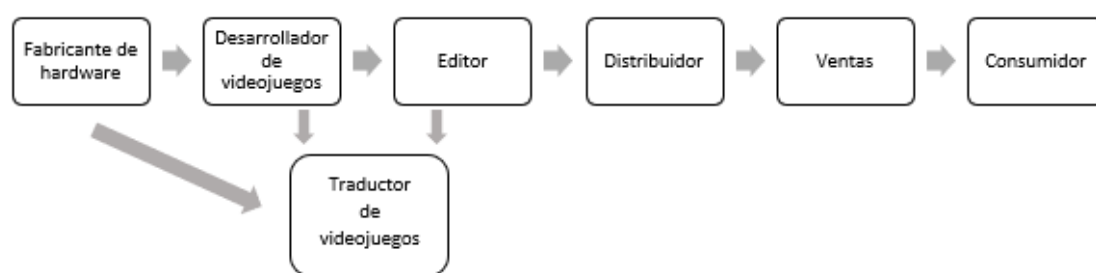 Fabricante de
hardware
Desarrollador
de
videojuegos
Editor
Distribuidor
Ventas
Consumidor
Traductor
de
videojuegos